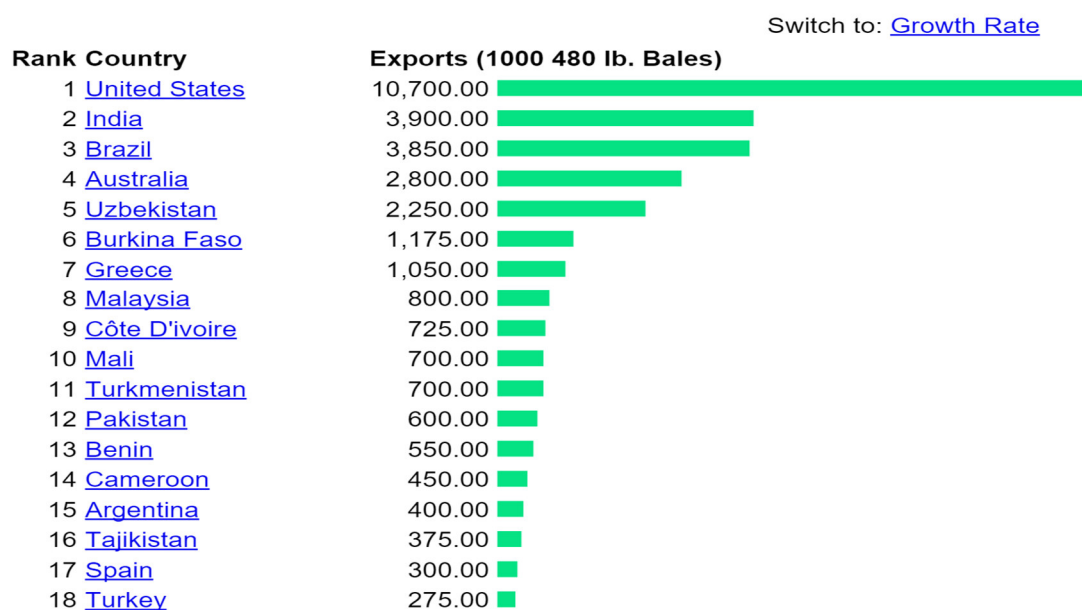 Switch to: Growth Rate
Rank Country Exports (1000 480 lb. Bales)
1 United States 10,700.00
2 India 3,900.00
3 Brazil 3,850.00
4 Australia 2,800.00
5 Uzbekistan 2,250.00
6 Burkina Faso 1,175.00
7 Greece 1,050.00
8 Malaysia 800.00
9 Côte D'ivoire 725.00
10 Mali 700.00
11 Turkmenistan 700.00
12 Pakistan 600.00
13 Benin 550.00
14 Cameroon 450.00
15 Argentina 400.00
16 Tajikistan 375.00
17 Spain 300.00
18 Turkey 275.00